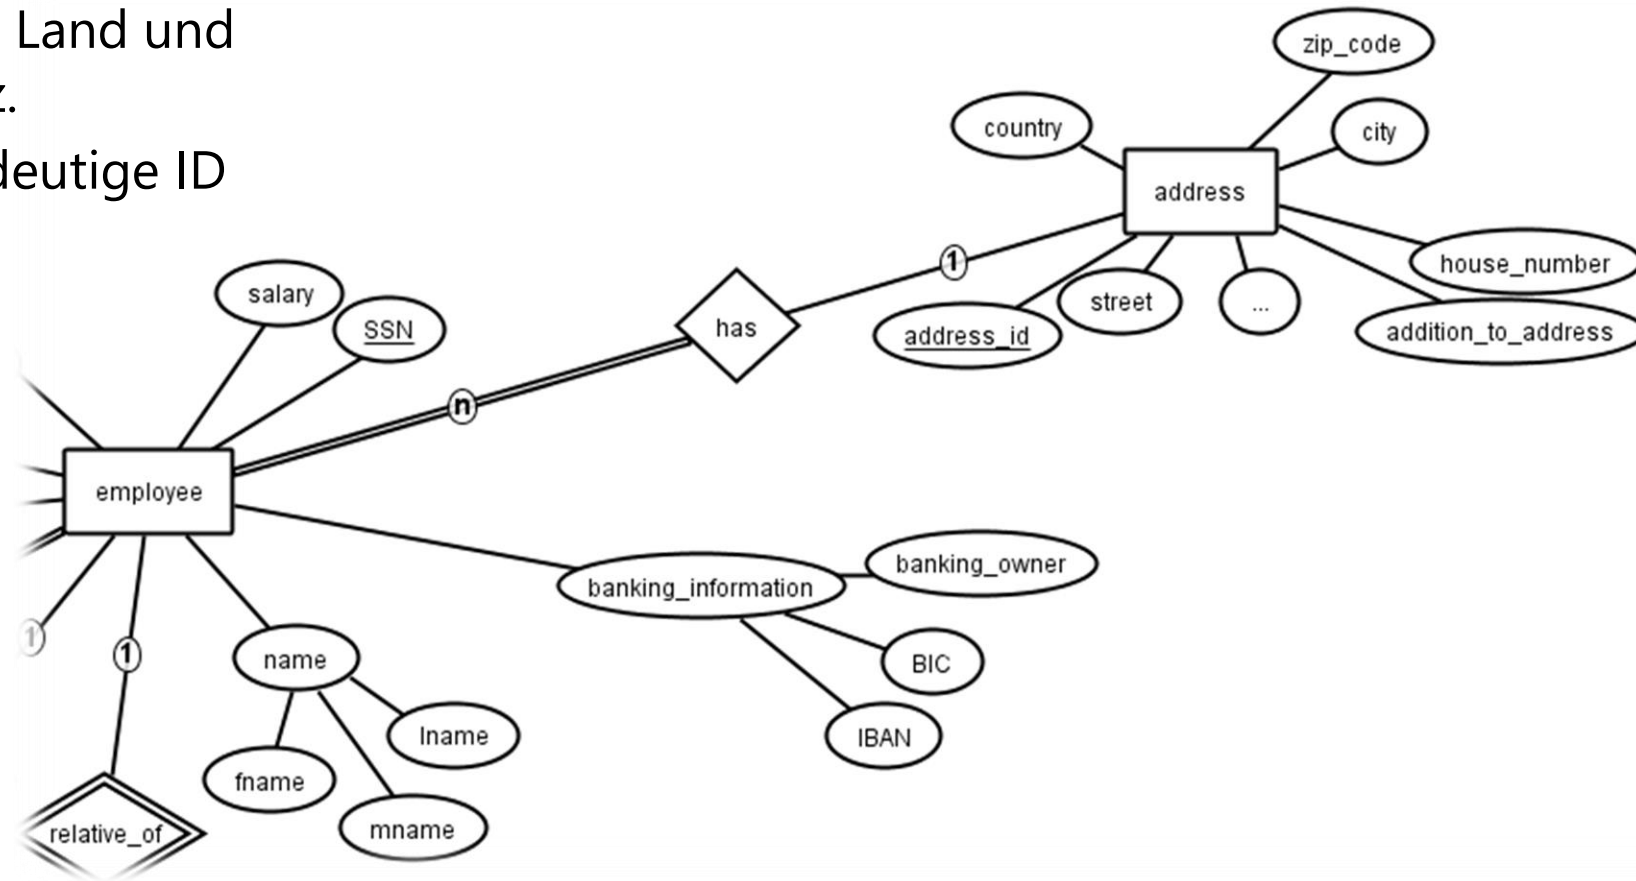 Land und
z.
deutige ID
zip_code
country
city
address
house_number
1
salary
street
...
SSN
has
address_id
addition_to_address
n
employee
banking_owner
banking_information
1
1
name
BIC
lname
IBAN
fname
mname
relative_of